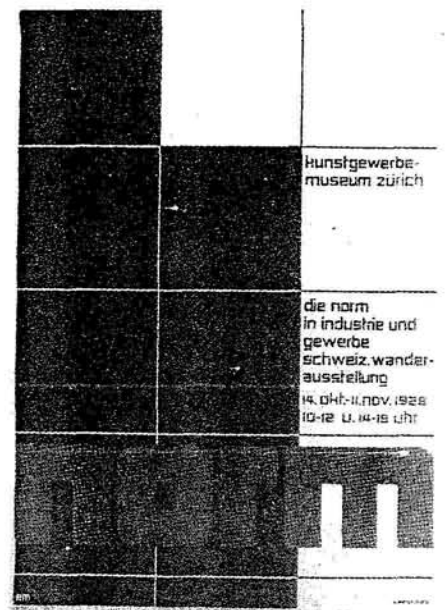 kunstgewerbe-
museum zürich
die norm
in industrie und
gewerbe
schweiz. wander-
ausstellung
14. okt.-11. nov. 1928
10-12 u. 14-18 uhr
norm